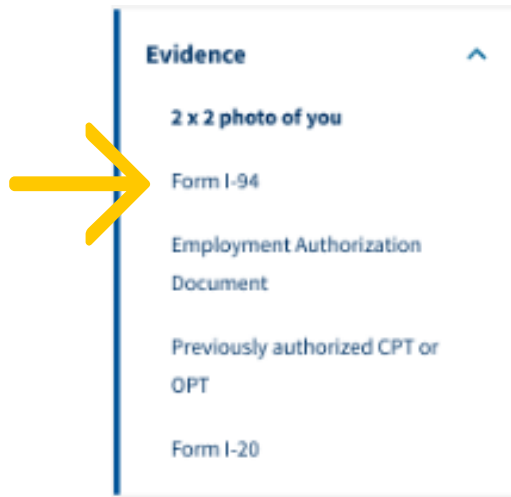 Evidence
2 x 2 photo of you
Form I-94
Employment Authorization
Document
Previously authorized CPT or
OPT
Form I-20